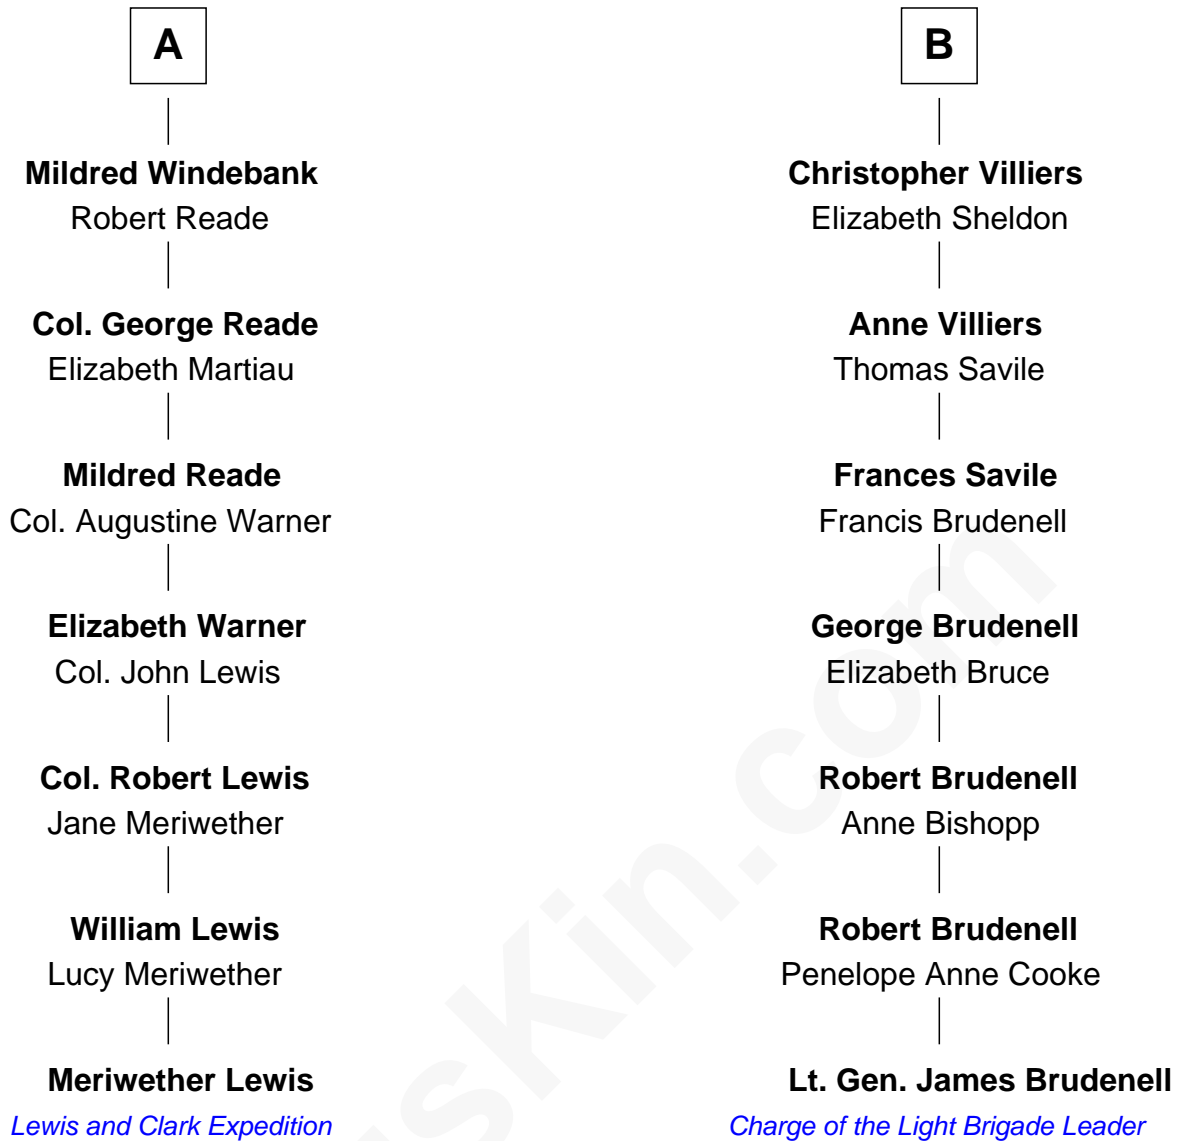 A
Mildred Windebank
Robert Reade
Col. George Reade
Elizabeth Martiau
Mildred Reade
Col. Augustine Warner
Elizabeth Warner
Col. John Lewis
Col. Robert Lewis
Jane Meriwether
William Lewis
Lucy Meriwether
Meriwether Lewis
Lewis and Clark Expedition
B
Christopher Villiers
Elizabeth Sheldon
Anne Villiers
Thomas Savile
Frances Savile
Francis Brudenell
George Brudenell
Elizabeth Bruce
Robert Brudenell
Anne Bishopp
Robert Brudenell
Penelope Anne Cooke
Lt. Gen. James Brudenell
Charge of the Light Brigade Leader
usKin.com